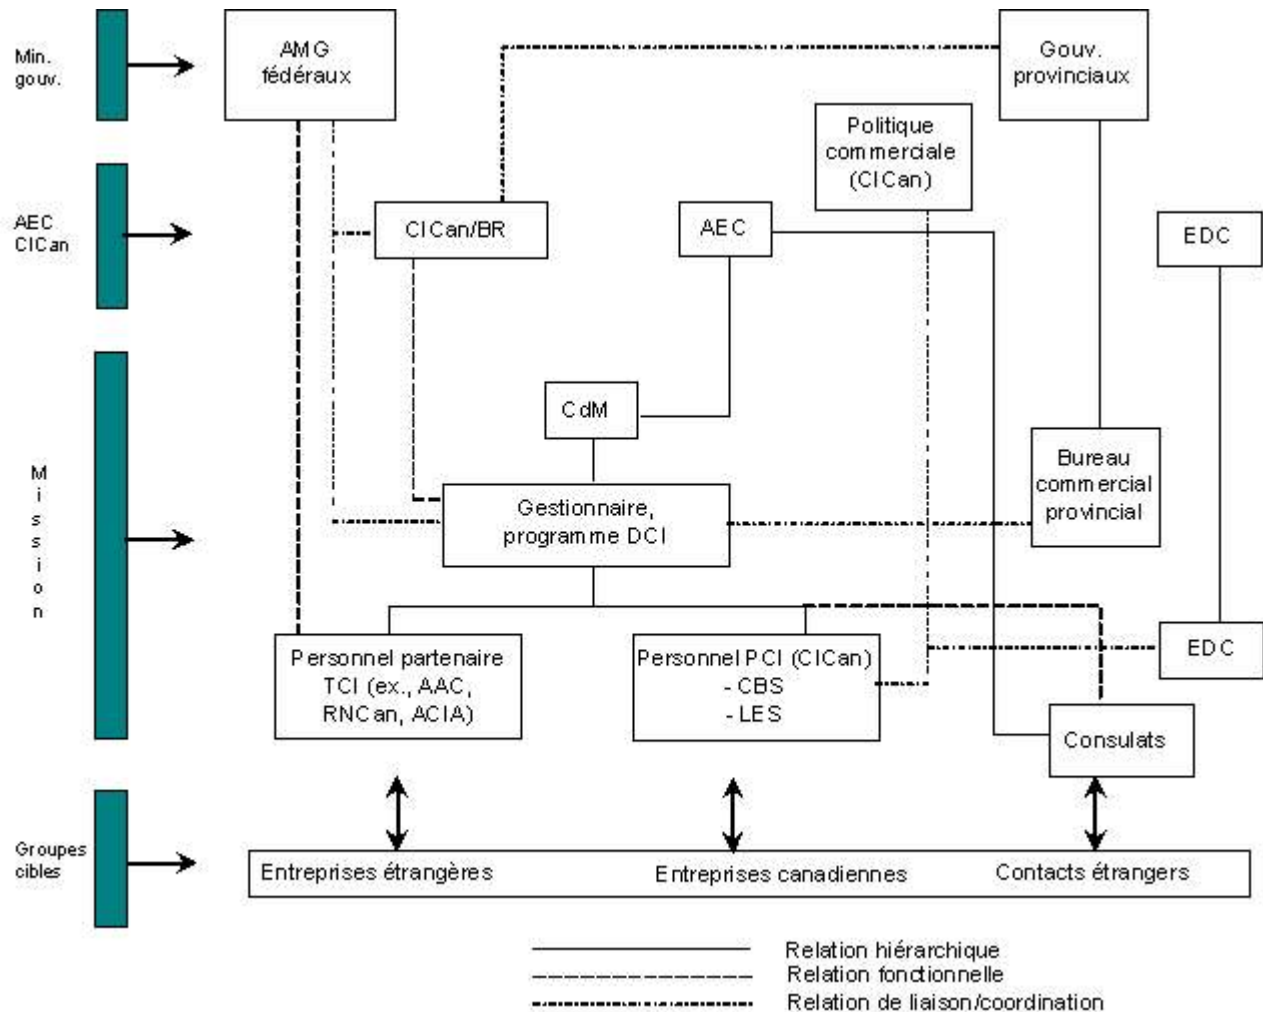 Min.
gouv.
AMG
fédéraux
Gouv.
provinciaux
Politique
commerciale
(CICan)
AEC
CICan
CICan/BR
AEC
EDC
CdM
M
i
s
s
i
o
n
Gestionnaire,
programme DCI
Bureau
commercial
provincial
Personnel partenaire
TCI (ex., AAC,
RNCan, ACIA)
Personnel PCI (CICan)
- CBS
- LES
EDC
Consulats
Groupes
cibles
Entreprises étrangères
Entreprises canadiennes
Contacts étrangers
Relation hiérarchique
Relation fonctionnelle
Relation de liaison/coordination